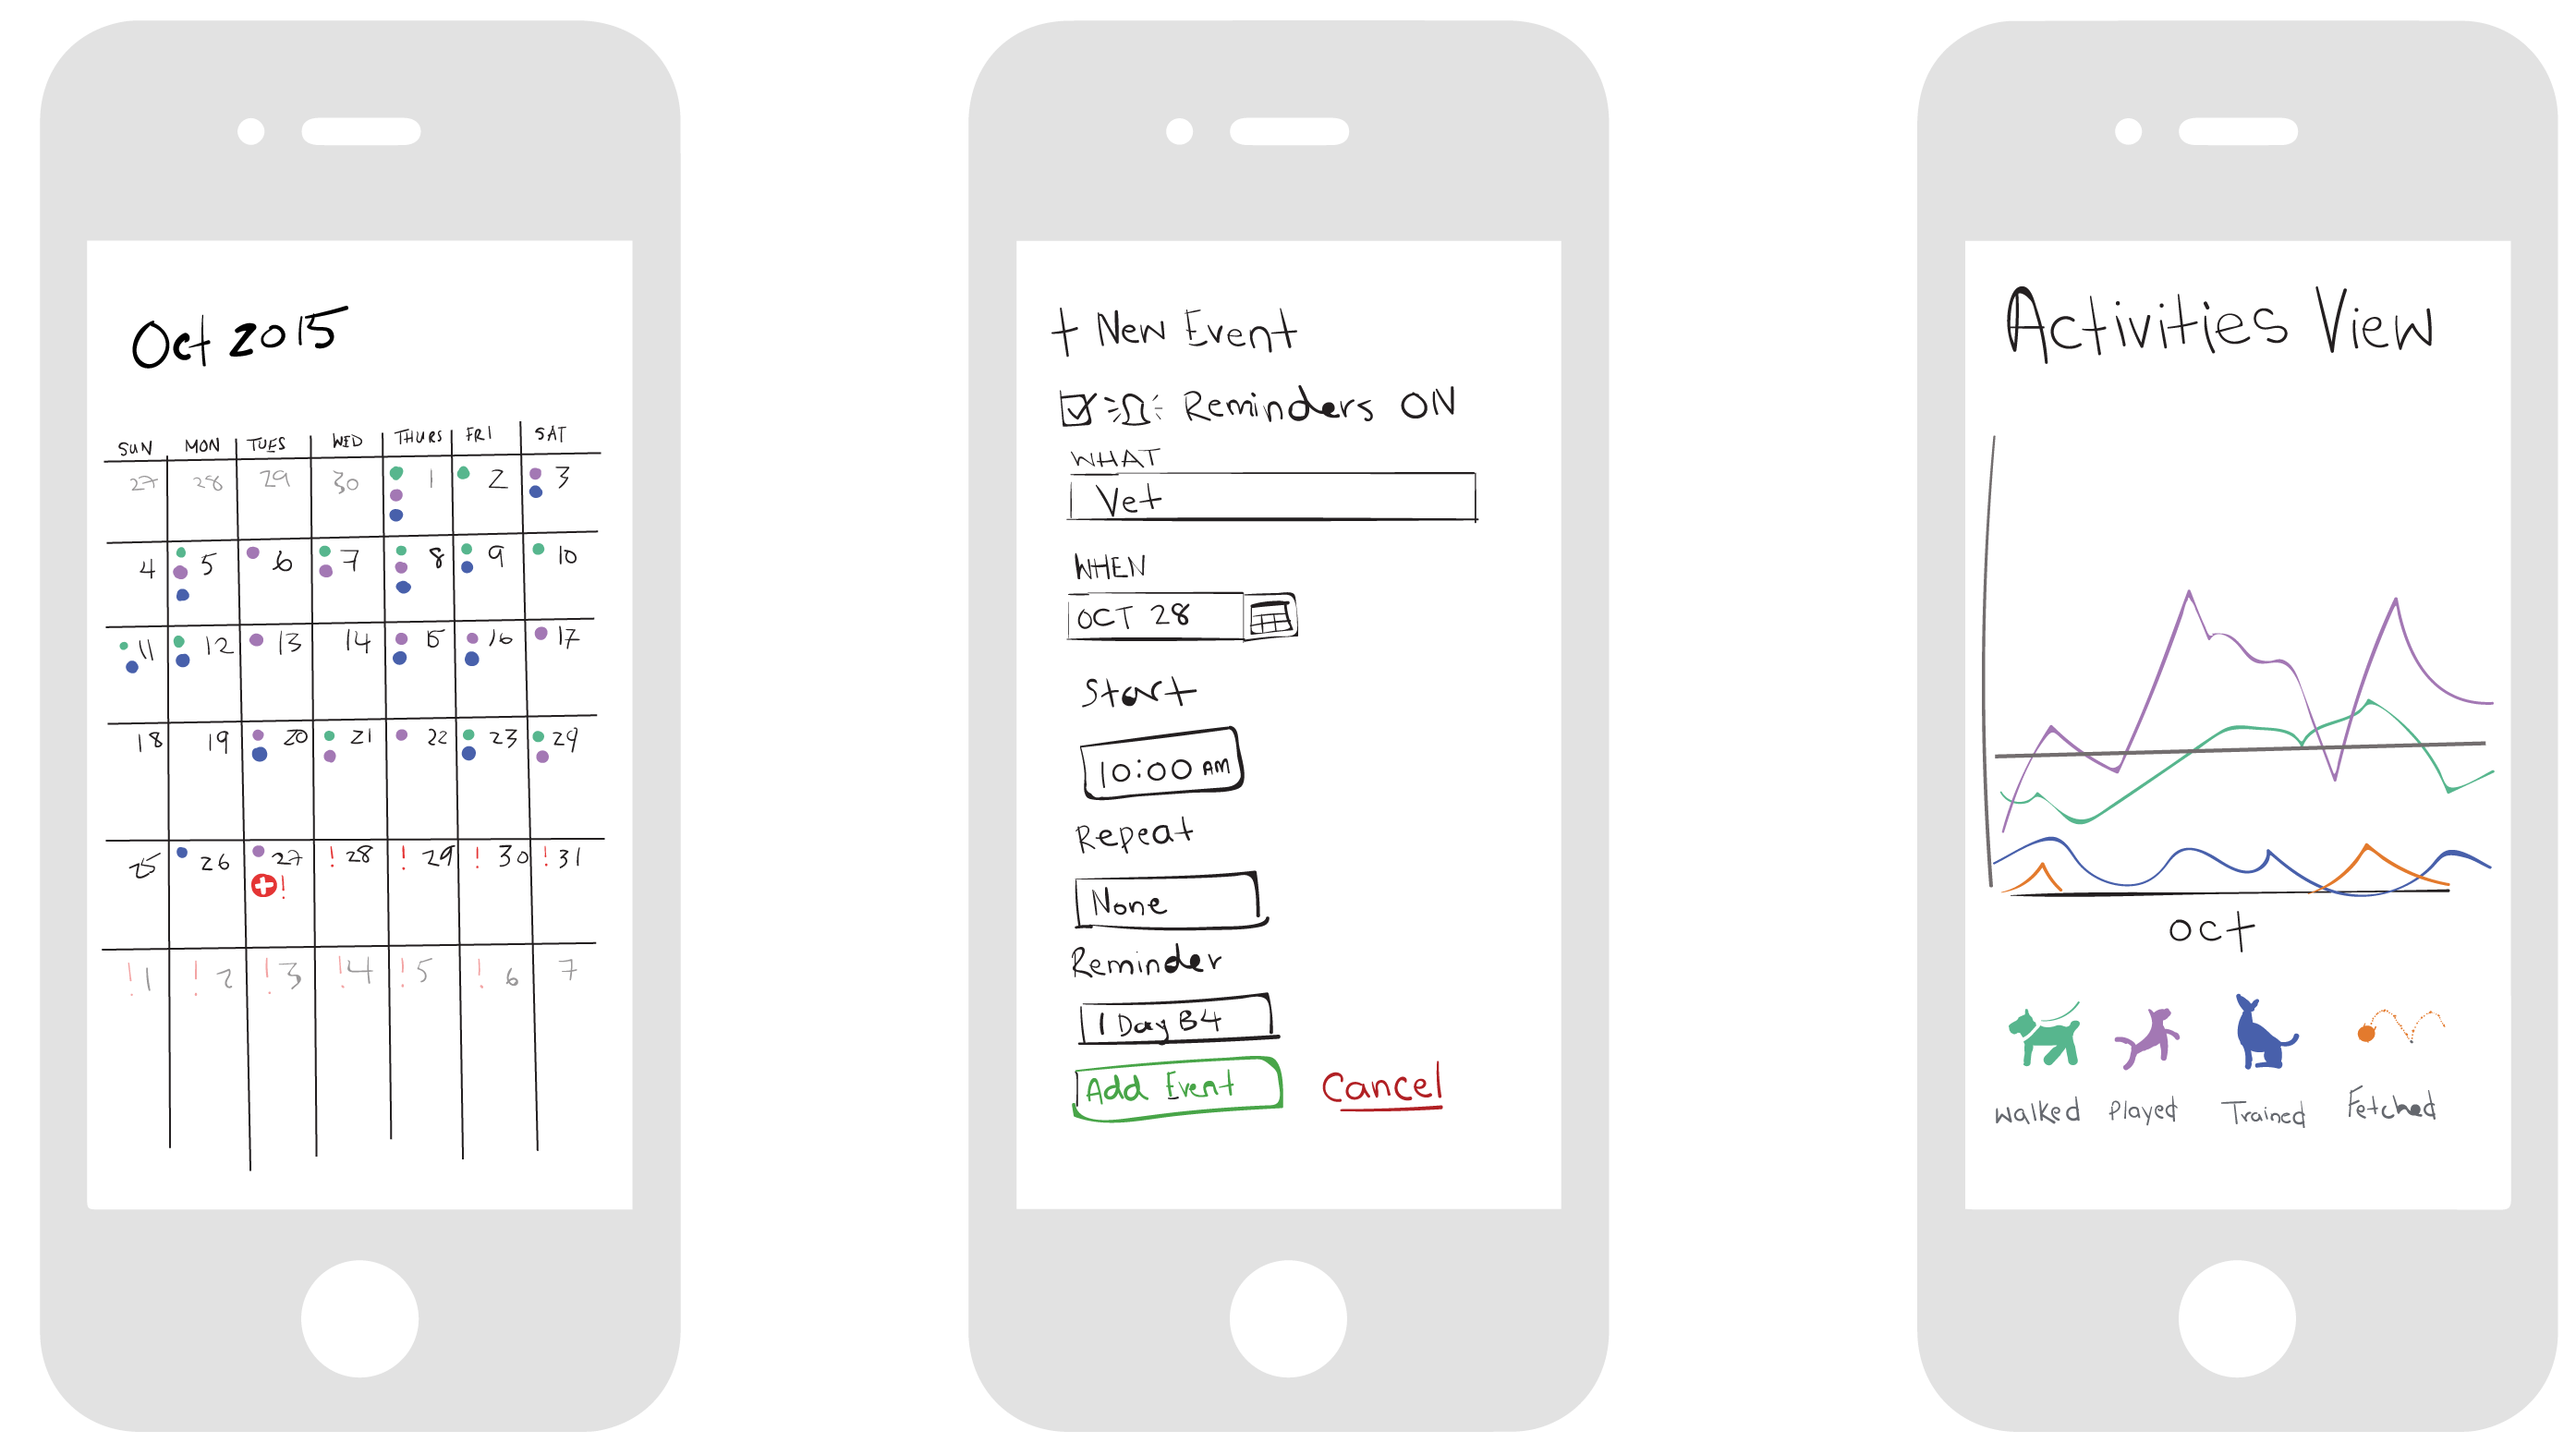 Oct 2015
SUN MON TUES WED THURS FRI SAT
27 28 29 30 1 2 3
4 5 6 7 8 9 10
11 12 13 14 15 16 17
18 19 20 21 22 23 29
25 26 27 ! 28 ! 29 ! 30 ! 31
!
! 1 ! 2 ! 3 ! 4 ! 5 ! 6 7
+ New Event
Reminders ON
WHAT
Vet
WHEN
OCT 28
Start
10:00 AM
Repeat
None
Reminder
1 Day B4
Add Event Cancel
Activities View
Oct
Walked Played Trained Fetched